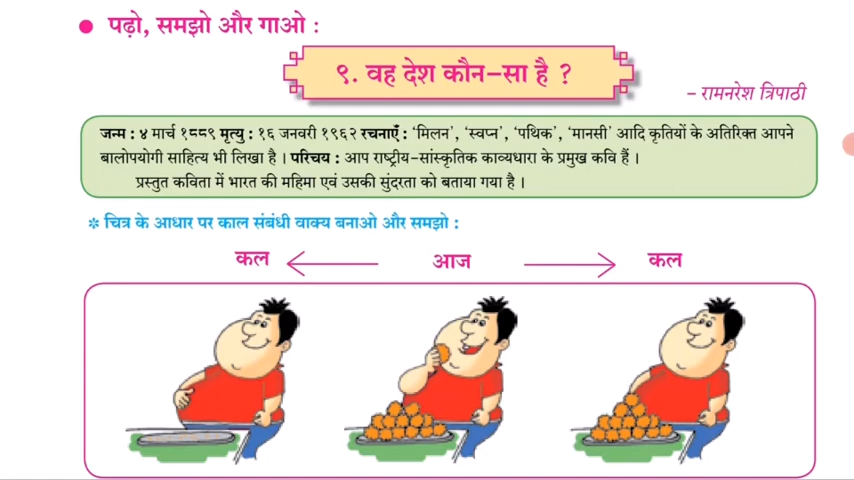 ● पढ़ो, समझो और गाओ :
९. वह देश कौन-सा है ?
- रामनरेश त्रिपाठी
जन्म : ४ मार्च १८८९ मृत्यु : १६ जनवरी १९६२ रचनाएँ : ‘मिलन’, ‘स्वप्न’, ‘पथिक’, ‘मानसी’ आदि कृतियों के अतिरिक्त आपने
बालोपयोगी साहित्य भी लिखा है । परिचय : आप राष्ट्रीय-सांस्कृतिक काव्यधारा के प्रमुख कवि हैं ।
प्रस्तुत कविता में भारत की महिमा एवं उसकी सुंदरता को बताया गया है ।
* चित्र के आधार पर काल संबंधी वाक्य बनाओ और समझो :
कल आज कल